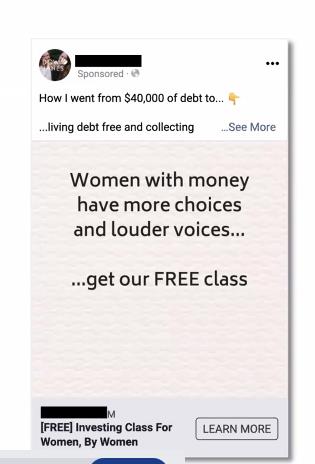 Sponsored ·
How I went from $40,000 of debt to... 👇
...living debt free and collecting ...See More
Women with money
have more choices
and louder voices...
...get our FREE class
M
[FREE] Investing Class For
Women, By Women
LEARN MORE